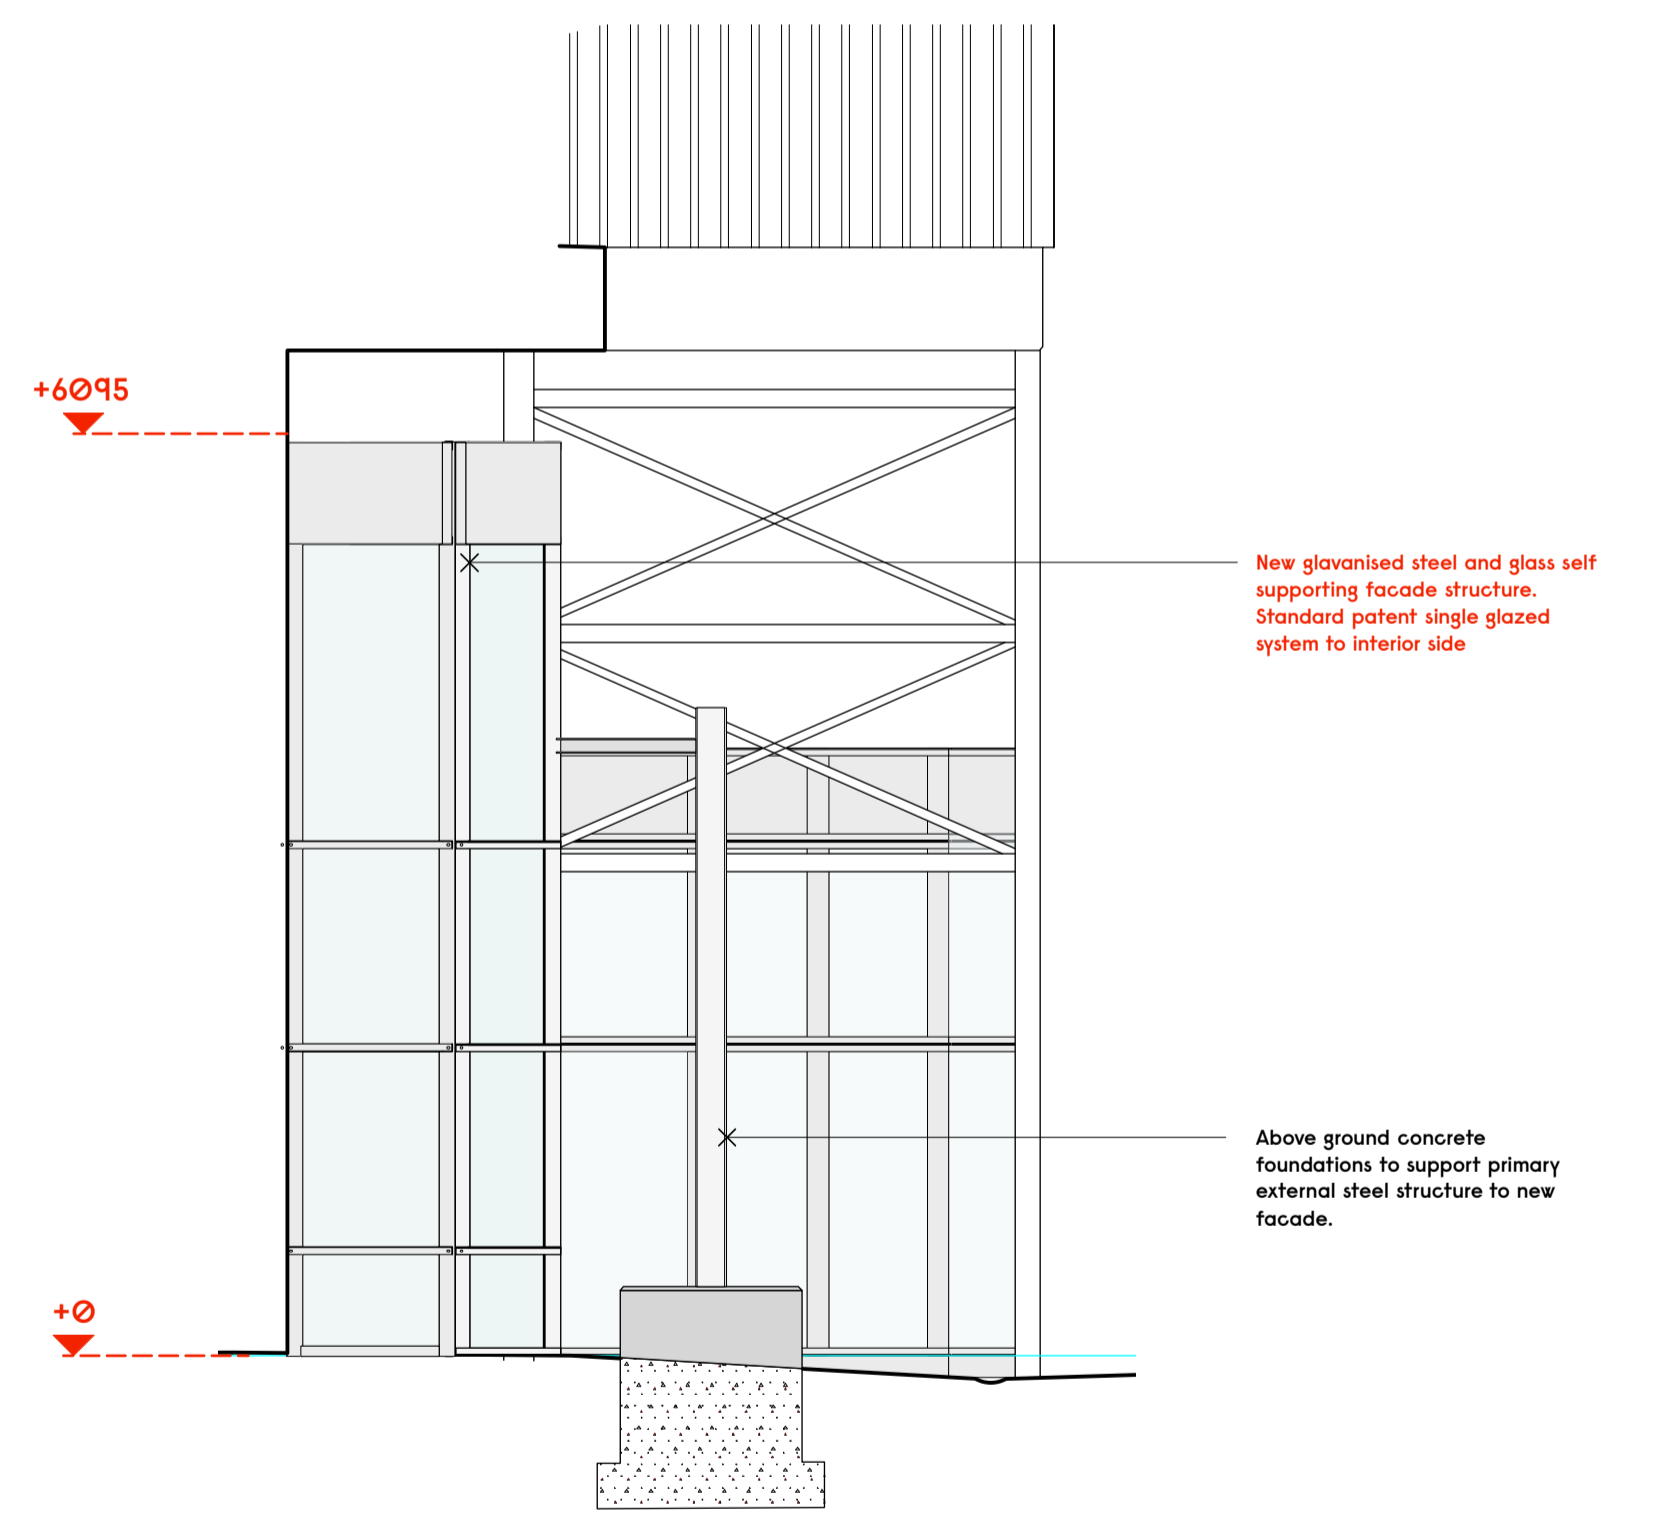 +6095
New glavanised steel and glass self
supporting facade structure.
Standard patent single glazed
system to interior side
Above ground concrete
foundations to support primary
external steel structure to new
facade.
+0